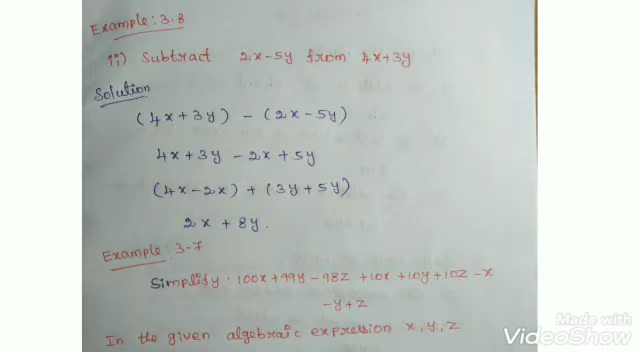 Example: 3.8
ii) Subtract 2x-5y from 4x+3y
Solution
(4x+3y) - (2x-5y)
4x+3y - 2x + 5y
(4x-2x) + (3y+5y)
2x + 8y.
Example: 3-7
Simplify. 100x+99y-98z +10x+10y+10z -x
-y+z
In the given algebraic expression x, y, z
Made with
VideoShow